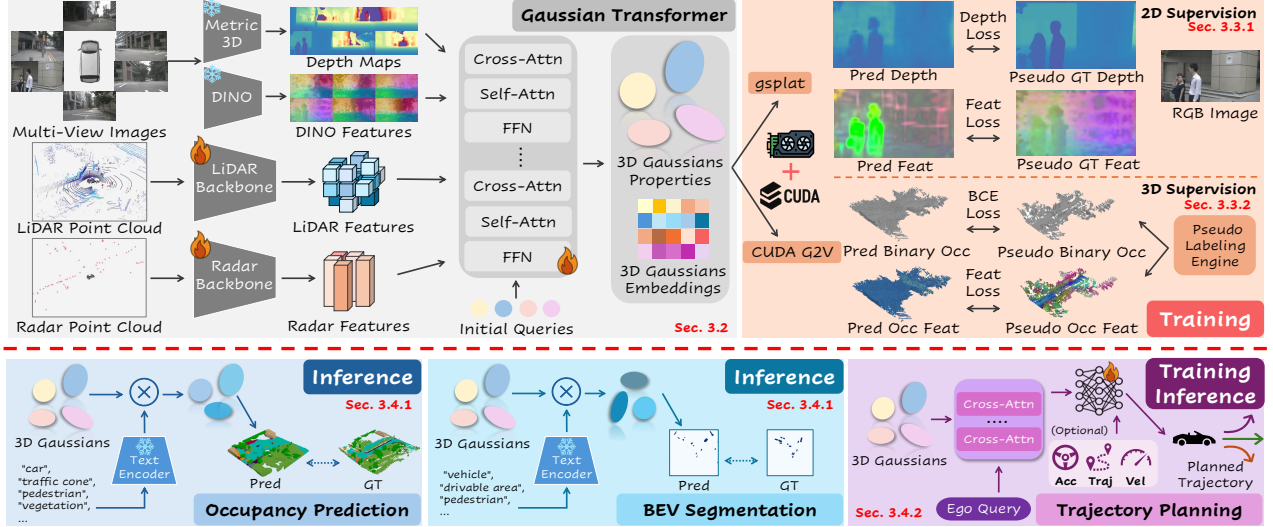 Gaussian Transformer
Metric
3D
Depth Maps
DINO
DINO Features
Multi-View Images
LiDAR
Backbone
LiDAR Features
LiDAR Point Cloud
Radar
Backbone
Radar Features
Radar Point Cloud
Cross-Attn
Self-Attn
FFN
Cross-Attn
Self-Attn
FFN
Initial Queries
3D Gaussians
Properties
3D Gaussians
Embeddings
Sec. 3.2
gsplat
CUDA
CUDA G2V
2D Supervision
Sec. 3.3.1
Depth
Loss
Pred Depth
Pseudo GT Depth
RGB Image
Feat
Loss
Pred Feat
Pseudo GT Feat
3D Supervision
Sec. 3.3.2
BCE
Loss
Pred Binary Occ
Pseudo Binary Occ
Pseudo
Labeling
Engine
Feat
Loss
Pred Occ Feat
Pseudo Occ Feat
Training
Inference
Sec. 3.4.1
3D Gaussians
Text
Encoder
"car",
"traffic cone",
"pedestrian",
"vegetation",
...
Pred
GT
Occupancy Prediction
Inference
Sec. 3.4.1
3D Gaussians
Text
Encoder
"vehicle",
"drivable area",
"pedestrian",
...
Pred
GT
BEV Segmentation
Training
Inference
3D Gaussians
Cross-Attn
....
Cross-Attn
(Optional)
Acc
Traj
Vel
Planned
Trajectory
Sec. 3.4.2
Ego Query
Trajectory Planning